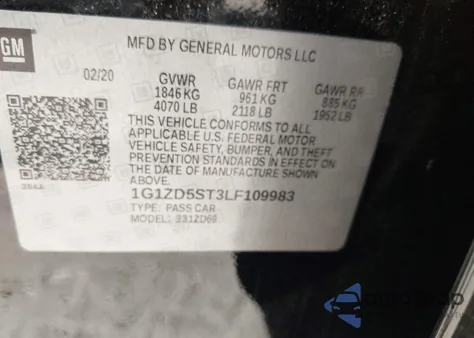 GM
MFD BY GENERAL MOTORS LLC
02/20
GVWR GAWR FRT GAWR RR
1846 KG 961 KG 885 KG
4070 LB 2118 LB 1952 LB
THIS VEHICLE CONFORMS TO ALL
APPLICABLE U.S. FEDERAL MOTOR
VEHICLE SAFETY, BUMPER, AND THEFT
PREVENTION STANDARDS IN EFFECT ON
THE DATE OF MANUFACTURE SHOWN
ABOVE.
1G1ZD5ST3LF109983
TYPE: PASS CAR
MODEL: 331ZD69